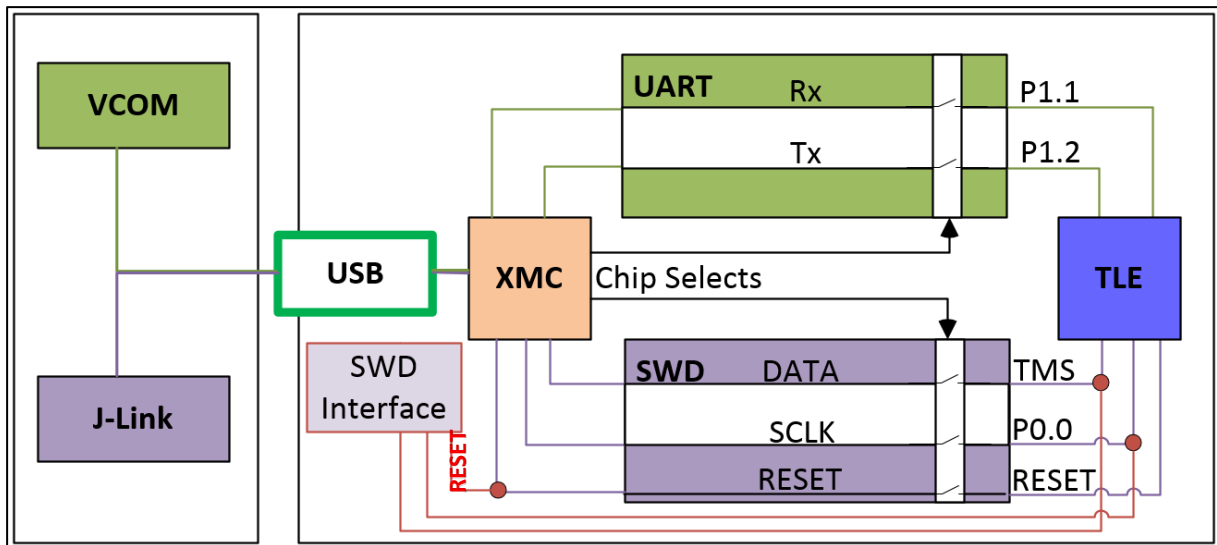 VCOM
J-Link
USB
XMC
Chip Selects
UART
Rx
Tx
P1.1
P1.2
TLE
SWD
Interface
RESET
SWD
DATA
SCLK
RESET
TMS
P0.0
RESET